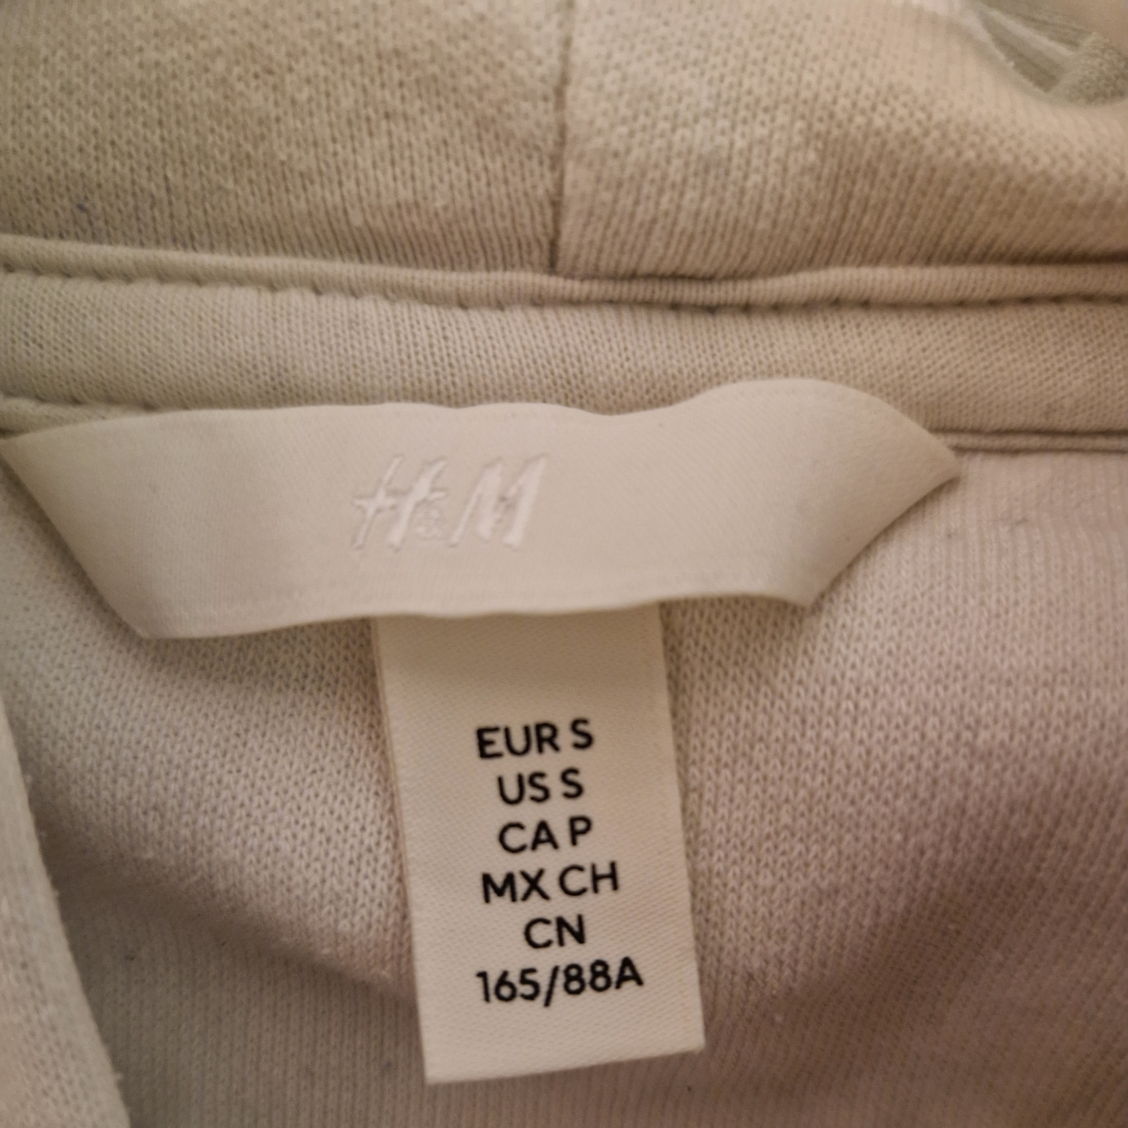 H&M
EUR S
US S
CA P
MX CH
CN
165/88A